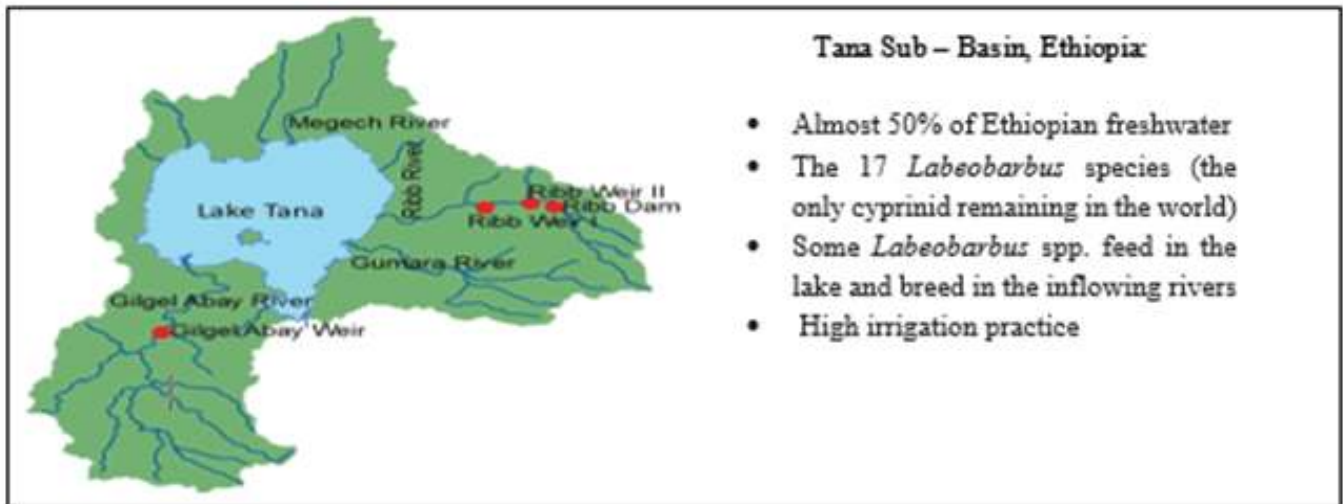 Tana Sub – Basin, Ethiopia:
• Almost 50% of Ethiopian freshwater
• The 17 Labeobarbus species (the
only cyprinid remaining in the world)
• Some Labeobarbus spp. feed in the
lake and breed in the inflowing rivers
• High irrigation practice
Megech River
Ribb River
Lake Tana
Ribb Weir II
Ribb Dam
Ribb Weir I
Gumara River
Gilgel Abay River
Gilgel Abay Weir